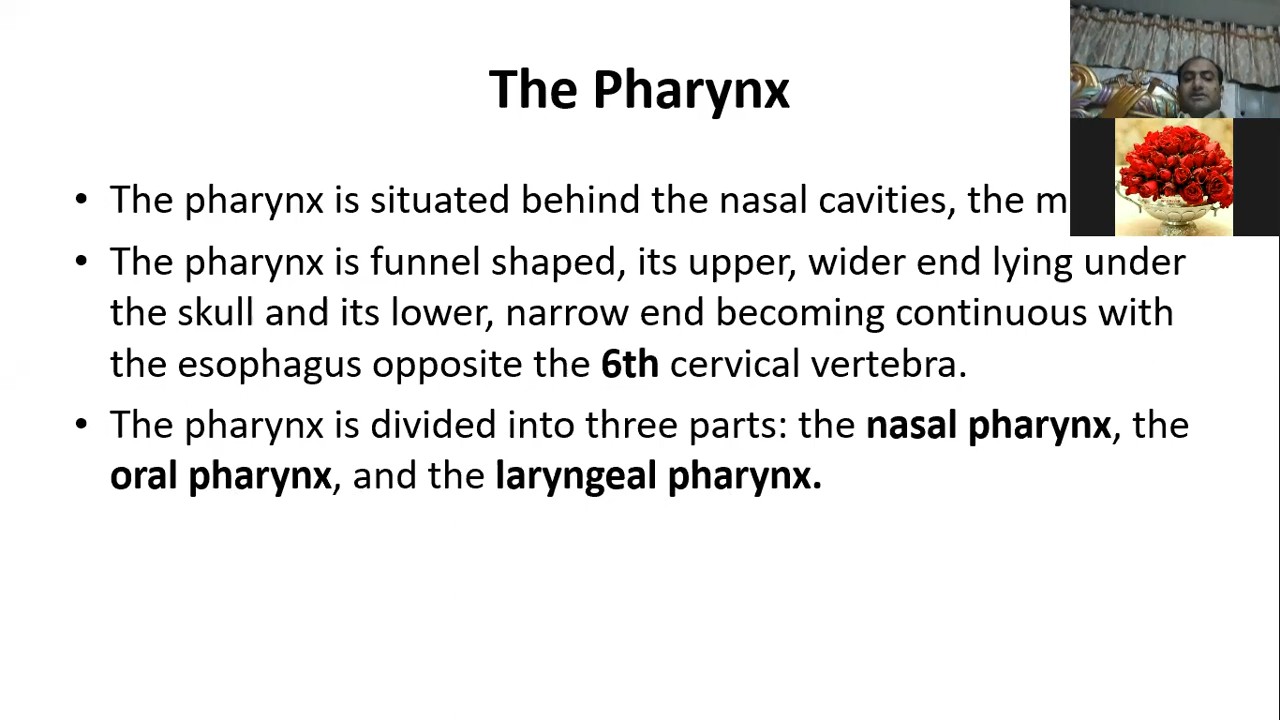 The Pharynx
• The pharynx is situated behind the nasal cavities, the
• The pharynx is funnel shaped, its upper, wider end lying under
the skull and its lower, narrow end becoming continuous with
the esophagus opposite the 6th cervical vertebra.
• The pharynx is divided into three parts: the nasal pharynx, the
oral pharynx, and the laryngeal pharynx.